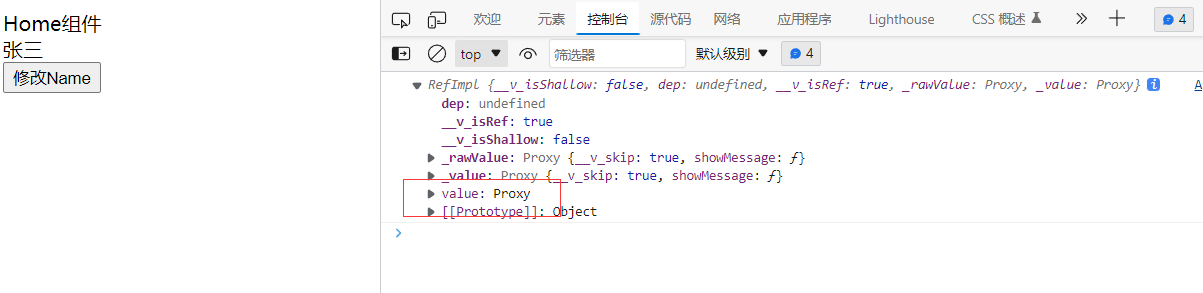 Home组件
张三
修改Name
欢迎 元素 控制台 源代码 网络 应用程序 Lighthouse CSS 概述 4
top 筛选器 默认级别 4
RefImpl {__v_isShallow: false, dep: undefined, __v_isRef: true, _rawValue: Proxy, _value: Proxy} i
dep: undefined
__v_isRef: true
__v_isShallow: false
_rawValue: Proxy {__v_skip: true, showMessage: ƒ}
_value: Proxy {__v_skip: true, showMessage: ƒ}
value: Proxy
[[Prototype]]: Object